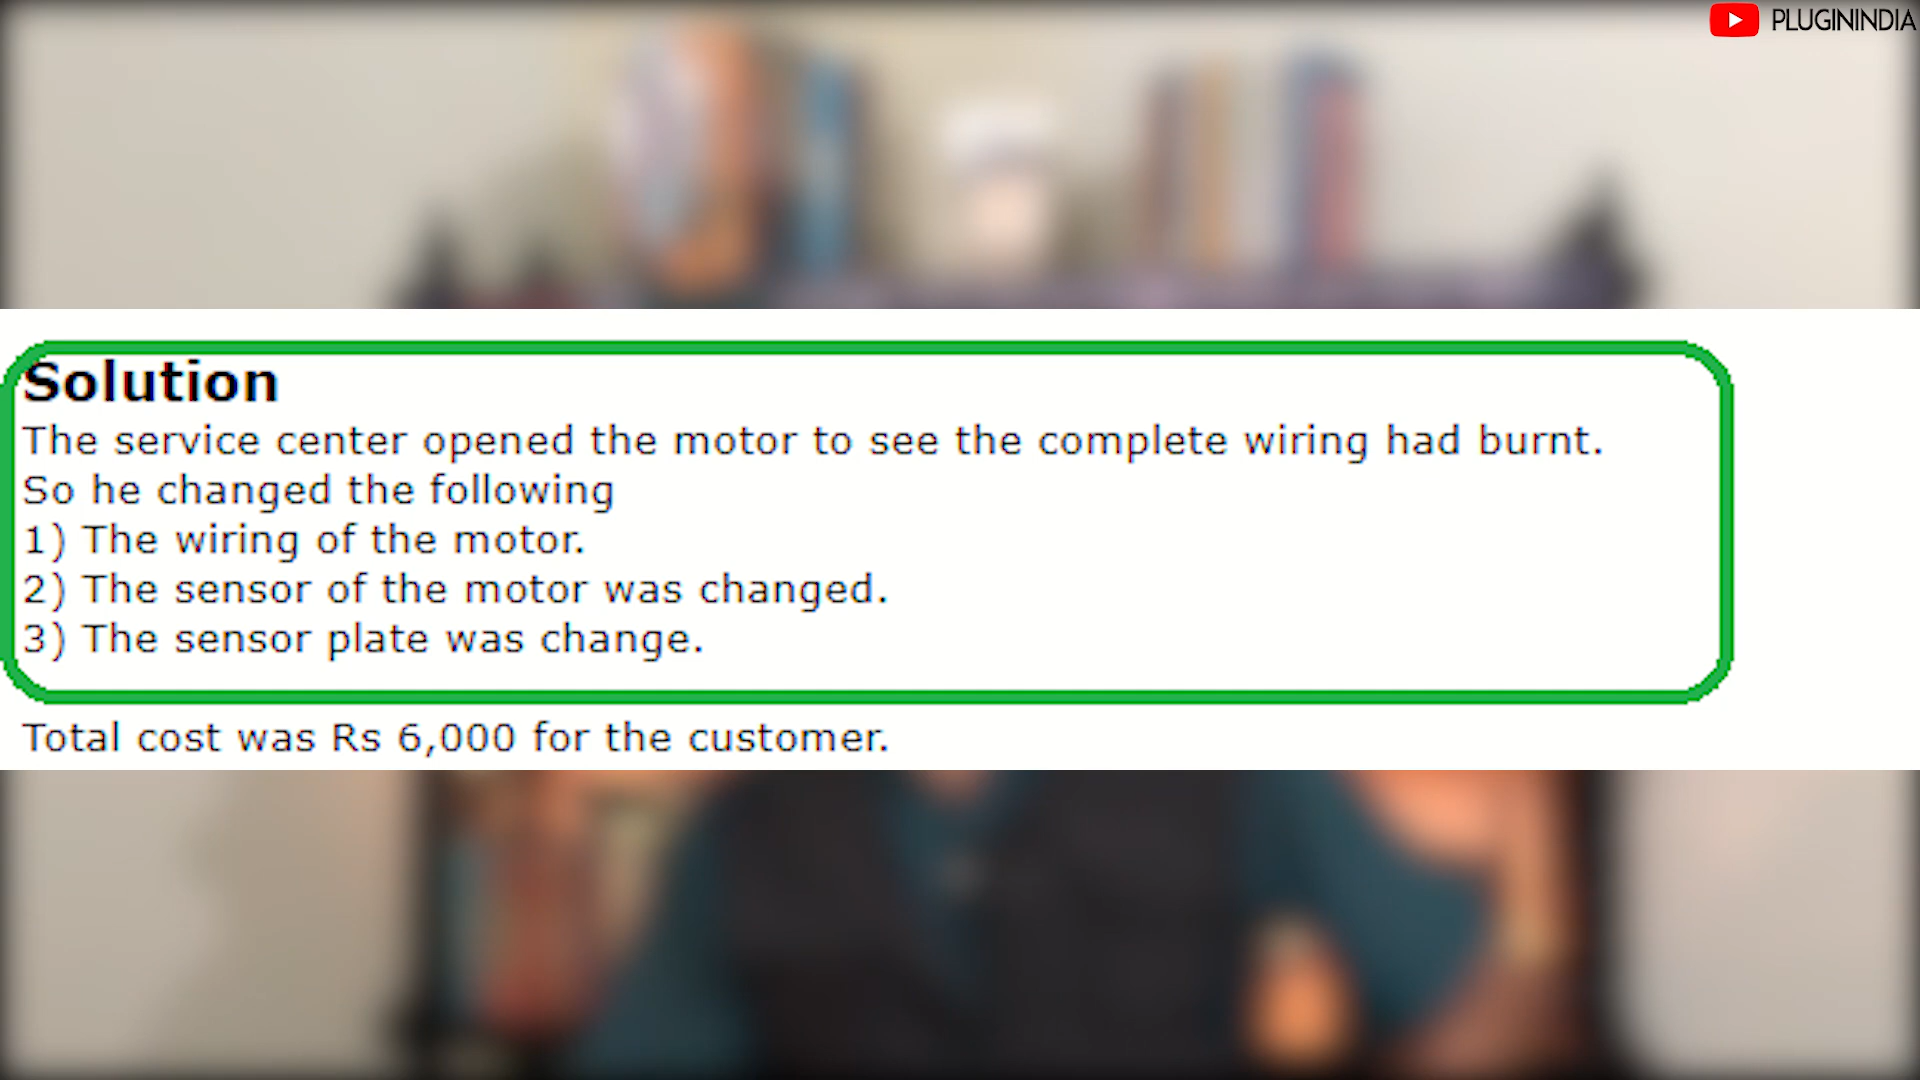 PLUGININDIA
Solution
The service center opened the motor to see the complete wiring had burnt.
So he changed the following
1) The wiring of the motor.
2) The sensor of the motor was changed.
3) The sensor plate was change.
Total cost was Rs 6,000 for the customer.